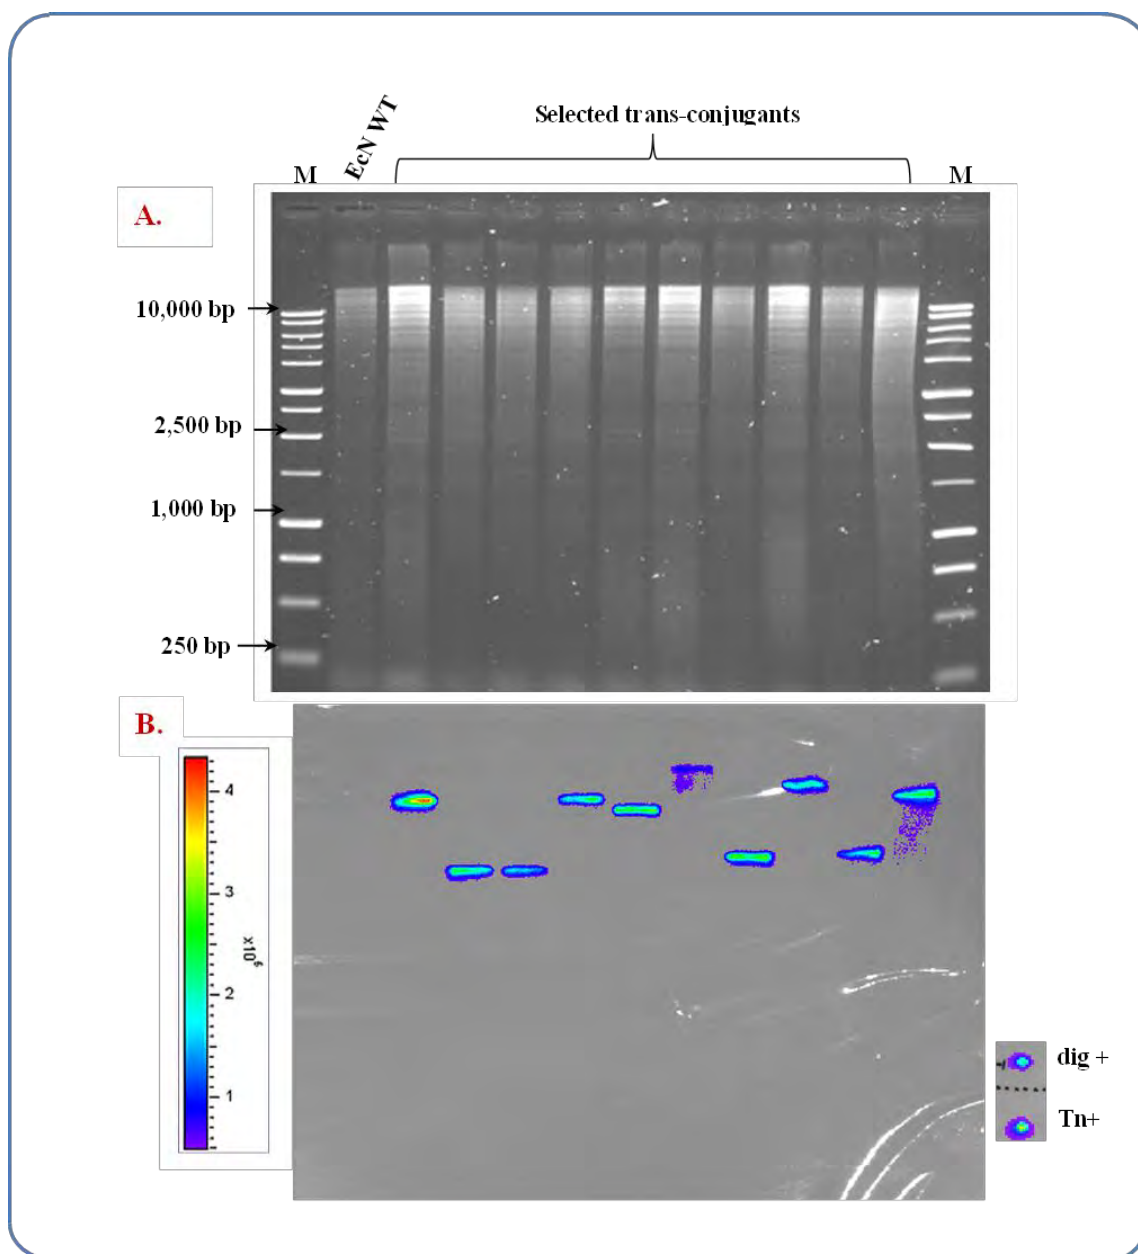 Selected trans-conjugants
EcN WT
M
M
A.
10,000 bp
2,500 bp
1,000 bp
250 bp
B.
4
3
x10⁶
2
1
dig +
Tn+